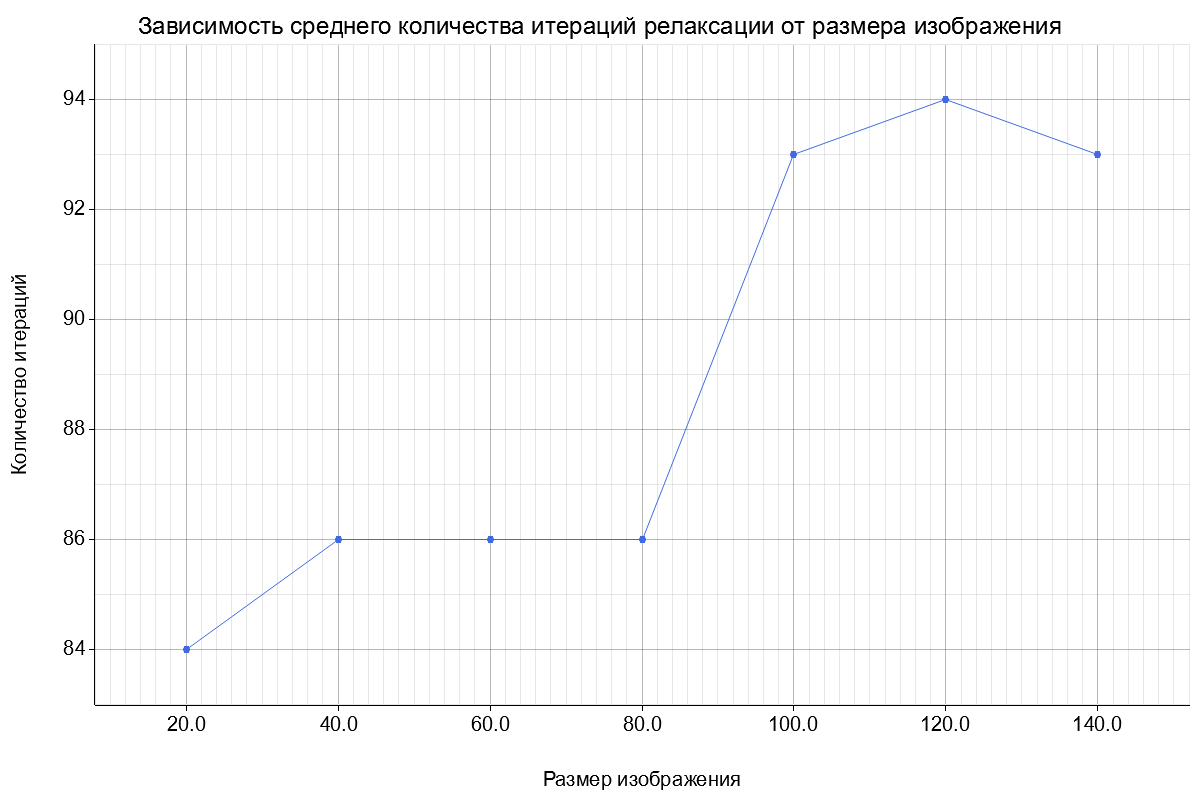 Зависимость среднего количества итераций релаксации от размера изображения
94
92
90
88
86
84
Количество итераций
20.0 40.0 60.0 80.0 100.0 120.0 140.0
Размер изображения